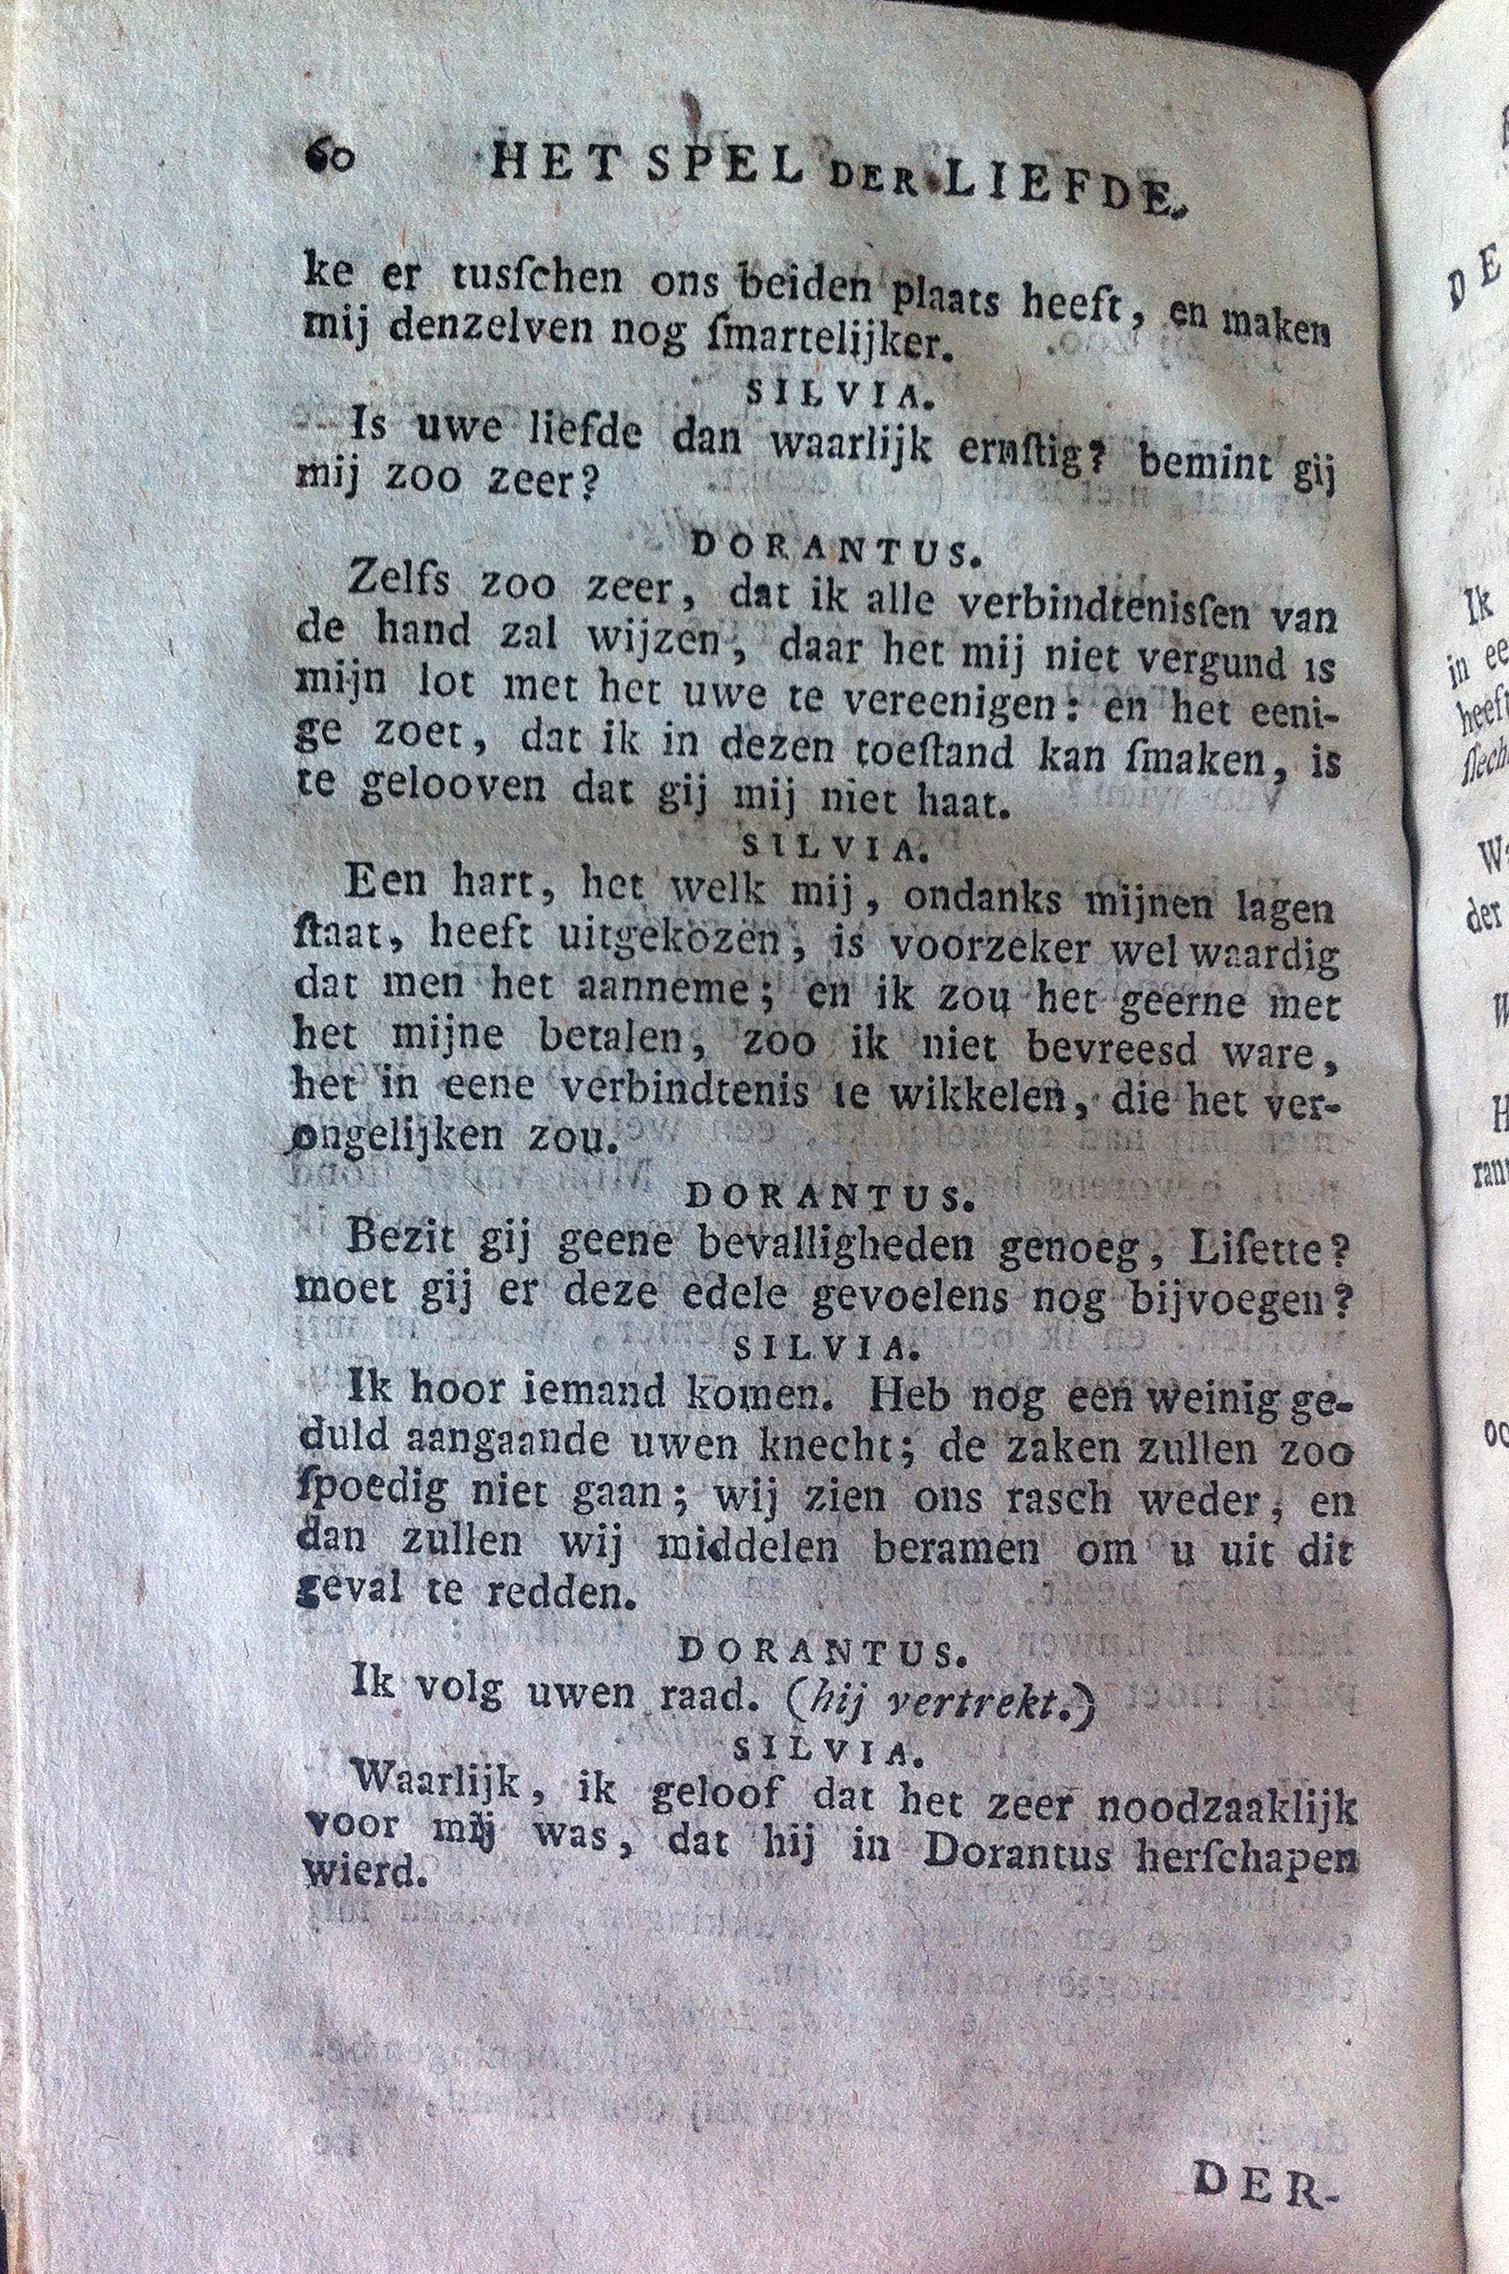 60 HET SPEL DER LIEFDE.
ke er tusſchen ons beiden plaats heeft, en maken
mij denzelven nog ſmartelijker.
SILVIA.
Is uwe liefde dan waarlijk ernſtig? bemint gij
mij zoo zeer?
DORANTUS.
Zelfs zoo zeer, dat ik alle verbindtenisſen van
de hand zal wijzen, daar het mij niet vergund is
mijn lot met het uwe te vereenigen: en het eeni-
ge zoet, dat ik in dezen toeſtand kan ſmaken, is
te gelooven dat gij mij niet haat.
SILVIA.
Een hart, het welk mij, ondanks mijnen lagen
ſtaat, heeft uitgekozen, is voorzeker wel waardig
dat men het aanneme; en ik zou het geerne met
het mijne betalen, zoo ik niet bevreesd ware,
het in eene verbindtenis te wikkelen, die het ver-
ongelijken zou.
DORANTUS.
Bezit gij geene bevalligheden genoeg, Liſette?
moet gij er deze edele gevoelens nog bijvoegen?
SILVIA.
Ik hoor iemand komen. Heb nog een weinig ge-
duld aangaande uwen knecht; de zaken zullen zoo
ſpoedig niet gaan; wij zien ons rasch weder, en
dan zullen wij middelen beramen om u uit dit
geval te redden.
DORANTUS.
Ik volg uwen raad. (hij vertrekt.)
SILVIA.
Waarlijk, ik geloof dat het zeer noodzaaklijk
voor mij was, dat hij in Dorantus herſchapen
wierd.
DER-
DE
Ik
in ee
heef
ſlech
der
ran